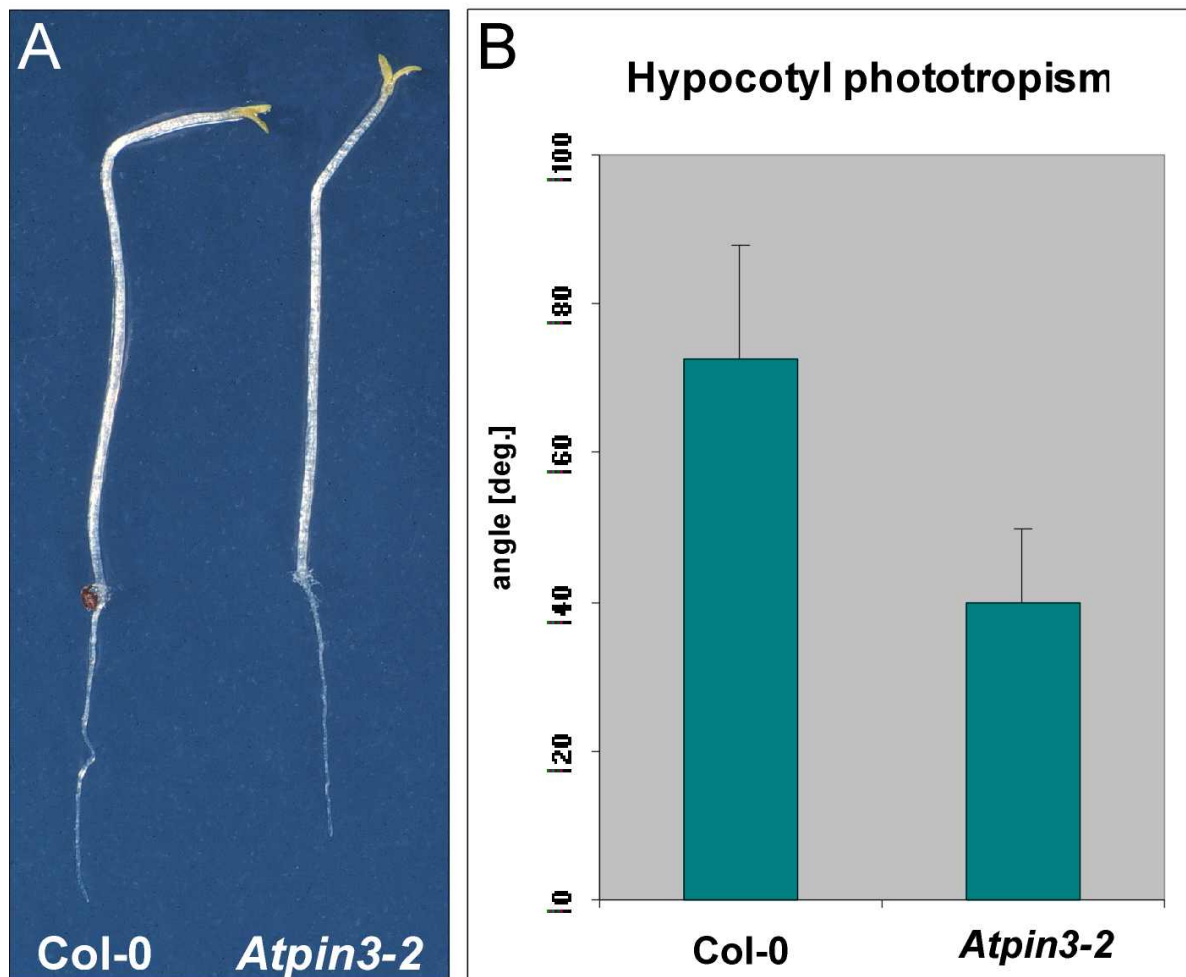 A
Col-0
Atpin3-2
B
Hypocotyl phototropism
angle [deg.]
100
80
60
40
20
0
Col-0
Atpin3-2